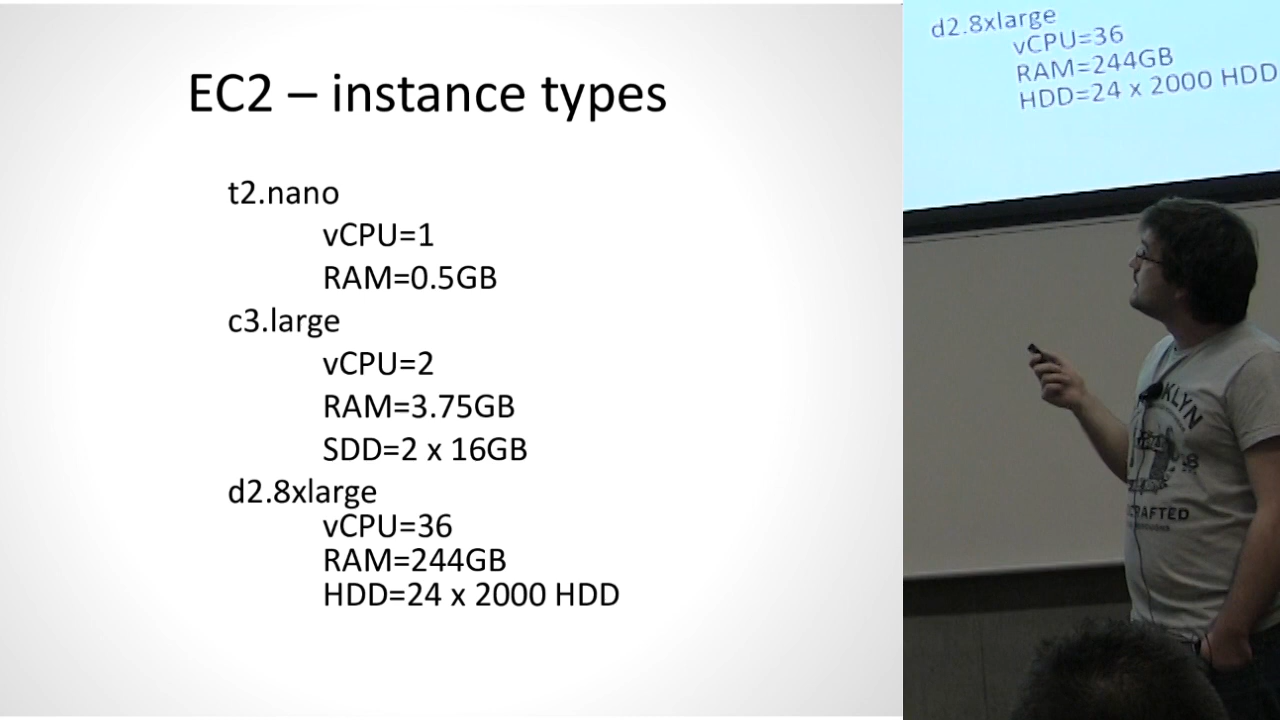 EC2 – instance types
t2.nano
vCPU=1
RAM=0.5GB
c3.large
vCPU=2
RAM=3.75GB
SDD=2 x 16GB
d2.8xlarge
vCPU=36
RAM=244GB
HDD=24 x 2000 HDD
d2.8xlarge
vCPU=36
RAM=244GB
HDD=24 x 2000 HDD
KLYN
RAFTED